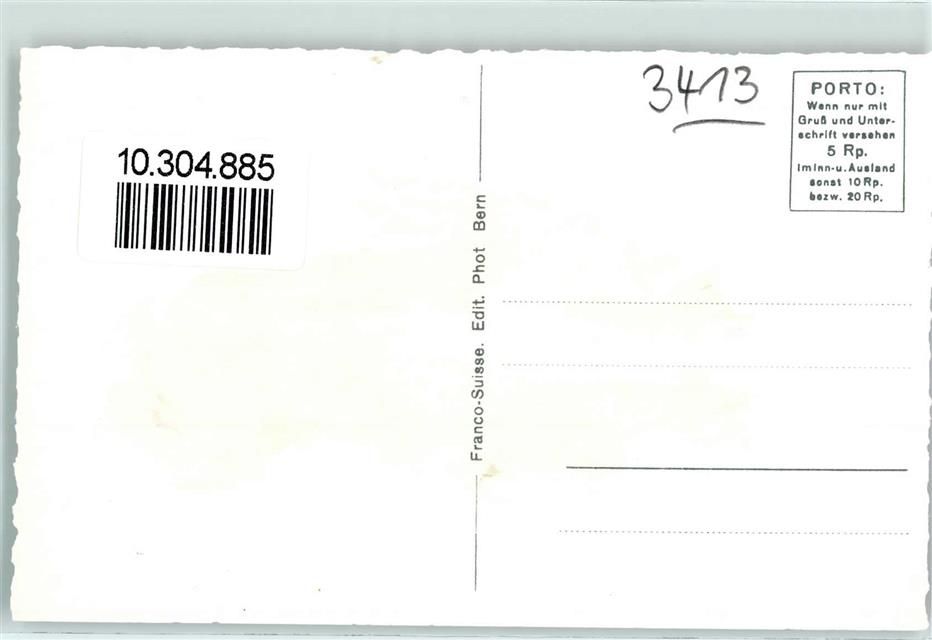 10.304.885
Franco-Suisse. Edit. Phot Bern
3413
PORTO:
Wenn nur mit
Gruß und Unter-
schrift versehen
5 Rp.
im Inn-u. Ausland
sonst 10 Rp.
bezw. 20 Rp.